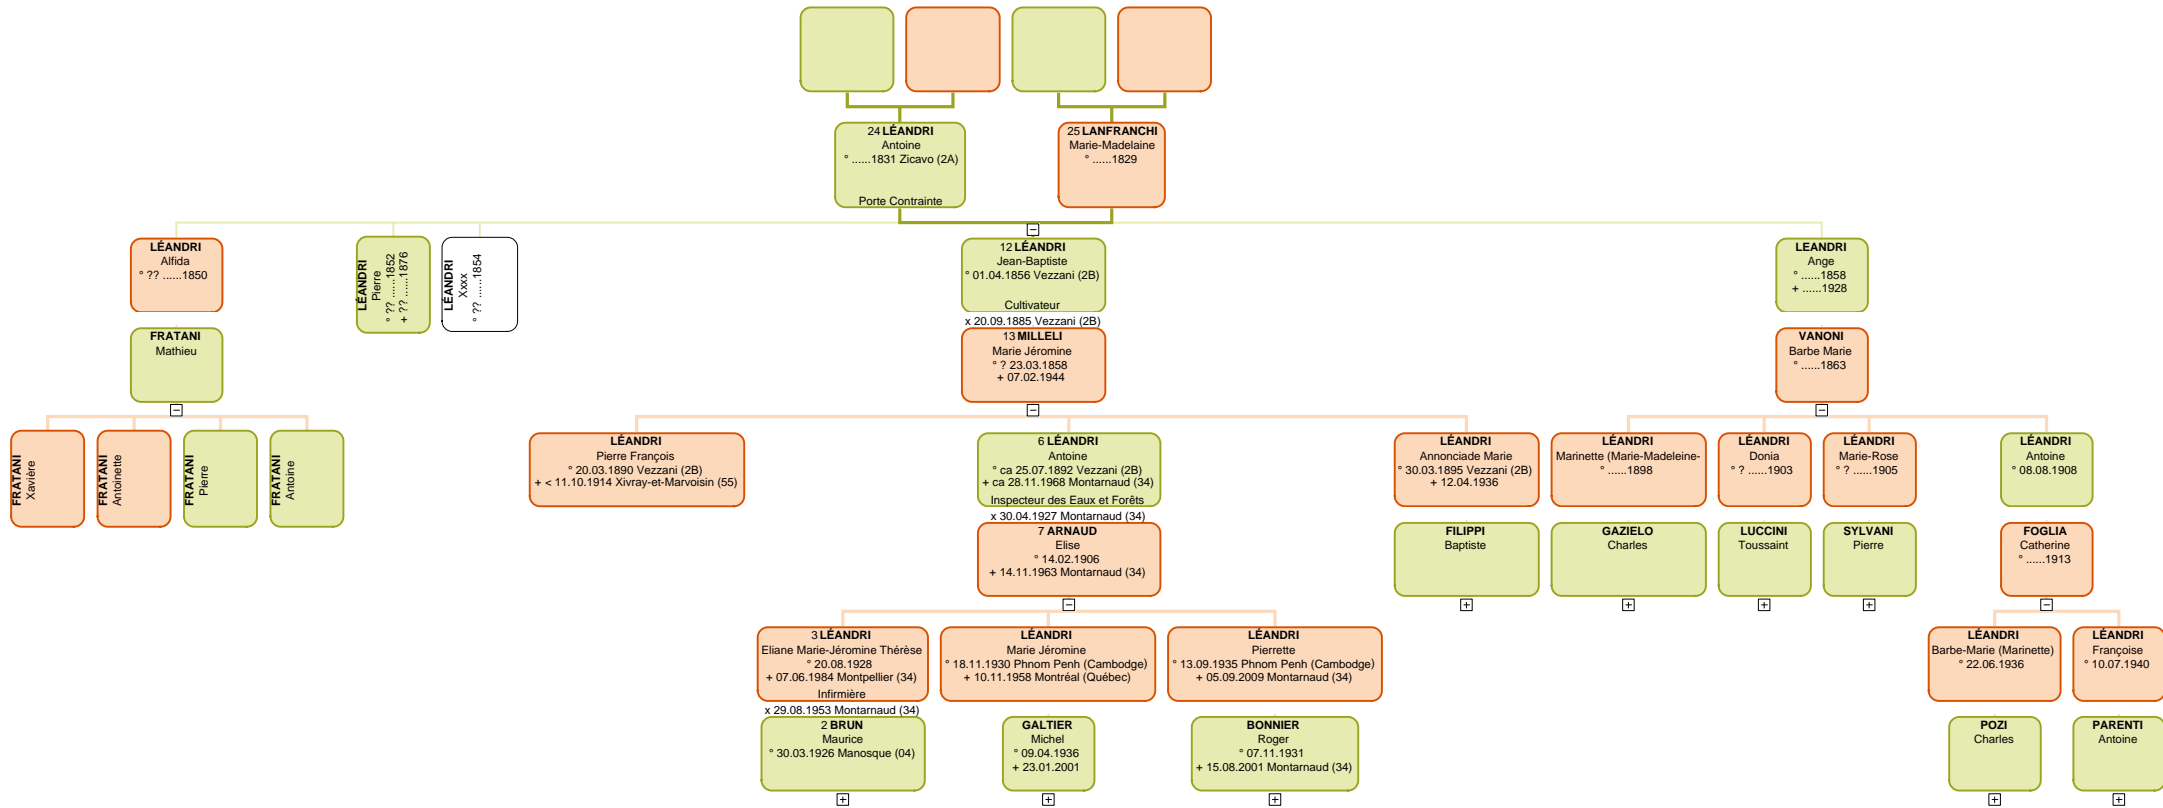 24 LÉANDRI
Antoine
° ......1831 Zicavo (2A)
Porte Contrainte
25 LANFRANCHI
Marie-Madelaine
° ......1829
LÉANDRI
Alfida
° ?? ......1850
LÉANDRI
Pierre
° ?? ......1852
+ ?? ......1876
LÉANDRI
Xxxx
° ?? ......1854
12 LÉANDRI
Jean-Baptiste
° 01.04.1856 Vezzani (2B)
Cultivateur
x 20.09.1885 Vezzani (2B)
LEANDRI
Ange
° ......1858
+ ......1928
FRATANI
Mathieu
13 MILLELI
Marie Jéromine
° ? 23.03.1858
+ 07.02.1944
VANONI
Barbe Marie
° ......1863
FRATANI
Xavière
FRATANI
Antoinette
FRATANI
Pierre
FRATANI
Antoine
LÉANDRI
Pierre François
° 20.03.1890 Vezzani (2B)
+ < 11.10.1914 Xivray-et-Marvoisin (55)
6 LÉANDRI
Antoine
° ca 25.07.1892 Vezzani (2B)
+ ca 28.11.1968 Montarnaud (34)
Inspecteur des Eaux et Forêts
x 30.04.1927 Montarnaud (34)
LÉANDRI
Annonciade Marie
° 30.03.1895 Vezzani (2B)
+ 12.04.1936
LÉANDRI
Marinette (Marie-Madeleine-
° ......1898
LÉANDRI
Donia
° ? ......1903
LÉANDRI
Marie-Rose
° ? ......1905
LÉANDRI
Antoine
° 08.08.1908
7 ARNAUD
Elise
° 14.02.1906
+ 14.11.1963 Montarnaud (34)
FILIPPI
Baptiste
GAZIELO
Charles
LUCCINI
Toussaint
SYLVANI
Pierre
FOGLIA
Catherine
° ......1913
3 LÉANDRI
Eliane Marie-Jéromine Thérèse
° 20.08.1928
+ 07.06.1984 Montpellier (34)
Infirmière
x 29.08.1953 Montarnaud (34)
LÉANDRI
Marie Jéromine
° 18.11.1930 Phnom Penh (Cambodge)
+ 10.11.1958 Montréal (Québec)
LÉANDRI
Pierrette
° 13.09.1935 Phnom Penh (Cambodge)
+ 05.09.2009 Montarnaud (34)
LÉANDRI
Barbe-Marie (Marinette)
° 22.06.1936
LÉANDRI
Françoise
° 10.07.1940
2 BRUN
Maurice
° 30.03.1926 Manosque (04)
GALTIER
Michel
° 09.04.1936
+ 23.01.2001
BONNIER
Roger
° 07.11.1931
+ 15.08.2001 Montarnaud (34)
POZI
Charles
PARENTI
Antoine